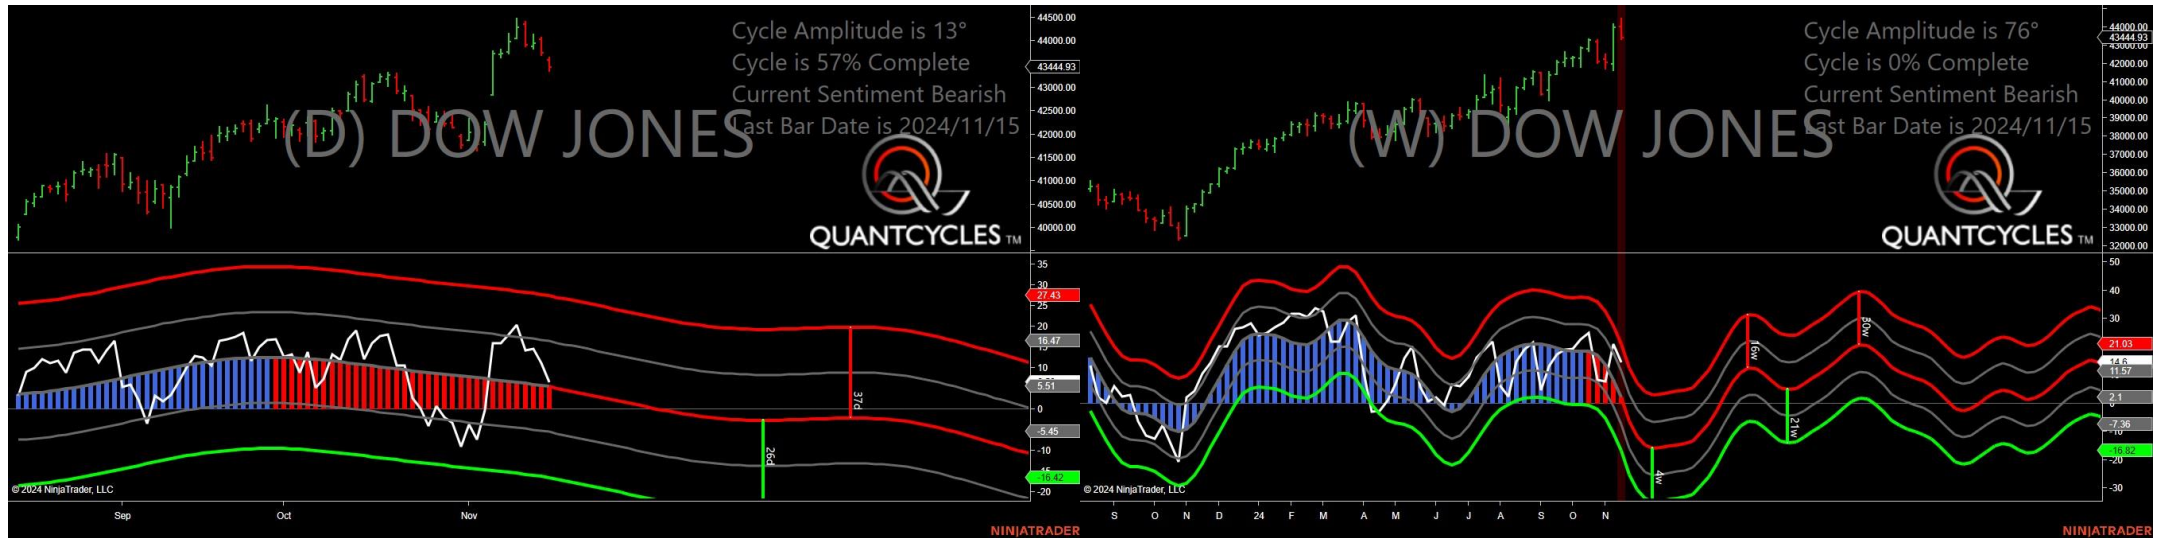 Cycle Amplitude is 13°
Cycle is 57% Complete
Current Sentiment Bearish
Last Bar Date is 2024/11/15
(D) DOW JONES
QUANTCYCLES TM
44500.00
44000.00
43444.93
43000.00
42500.00
42000.00
41500.00
41000.00
40500.00
40000.00
35
30
27.43
25
20
16.47
10
5.51
0
-5.45
-10
-15
-16.42
-20
37d
26d
© 2024 NinjaTrader, LLC
Sep
Oct
Nov
NINJATRADER
Cycle Amplitude is 76°
Cycle is 0% Complete
Current Sentiment Bearish
Last Bar Date is 2024/11/15
(W) DOW JONES
QUANTCYCLES TM
44000.00
43444.93
43000.00
42000.00
41000.00
40000.00
39000.00
38000.00
37000.00
36000.00
35000.00
34000.00
33000.00
32000.00
50
40
30
21.03
14.6
11.57
2.1
-7.36
-10
-16.82
-20
-30
16w
30w
21w
4w
© 2024 NinjaTrader, LLC
S
O
N
D
24
F
M
A
M
J
J
A
S
O
N
NINJATRADER